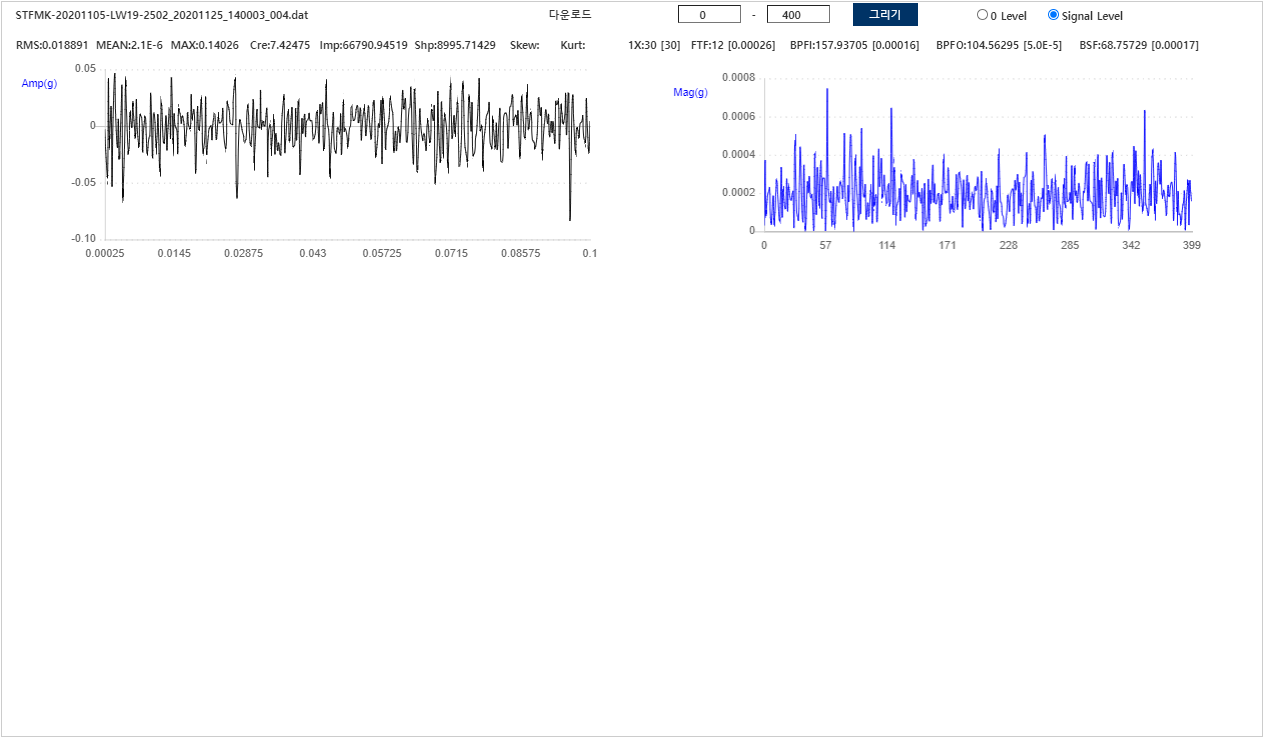 STFMK-20201105-LW19-2502_20201125_140003_004.dat 다운로드 0 - 400 그리기 0 Level Signal Level
RMS:0.018891 MEAN:2.1E-6 MAX:0.14026 Cre:7.42475 Imp:66790.94519 Shp:8995.71429 Skew: Kurt: 1X:30 [30] FTF:12 [0.00026] BPFI:157.93705 [0.00016] BPFO:104.56295 [5.0E-5] BSF:68.75729 [0.00017]
Amp(g)
0.05
0
-0.05
-0.10
0.00025 0.0145 0.02875 0.043 0.05725 0.0715 0.08575 0.1
Mag(g)
0.0008
0.0006
0.0004
0.0002
0
0 57 114 171 228 285 342 399